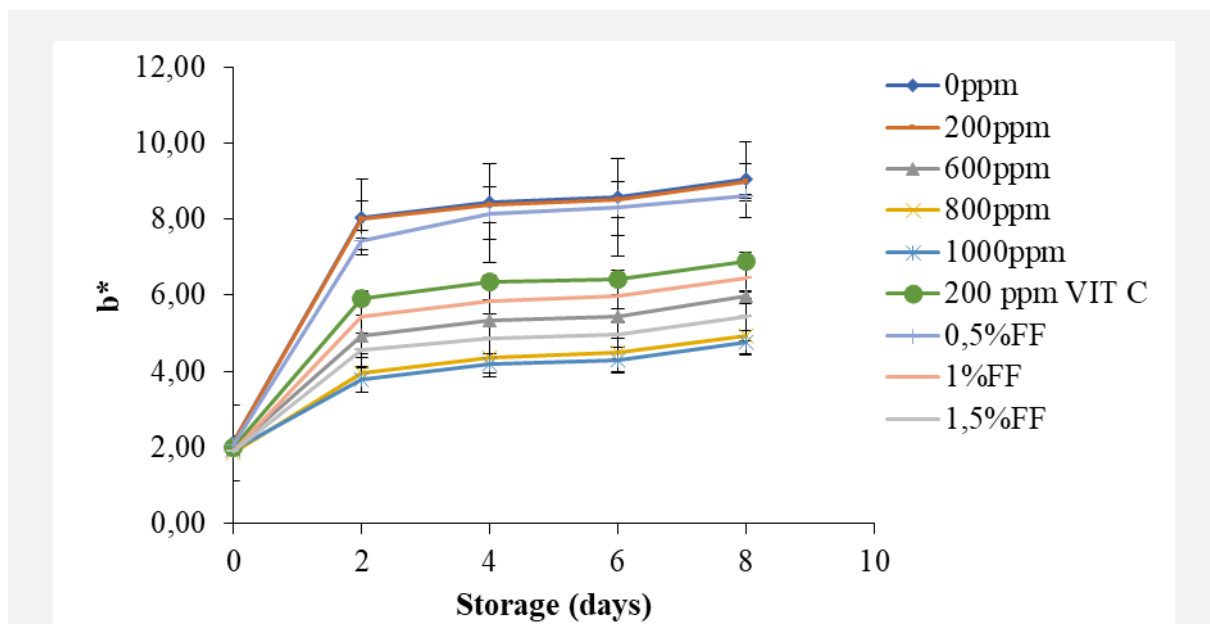 12,00
10,00
8,00
6,00
4,00
2,00
0,00
b*
0 2 4 6 8 10
Storage (days)
0ppm
200ppm
600ppm
800ppm
1000ppm
200 ppm VIT C
0,5%FF
1%FF
1,5%FF